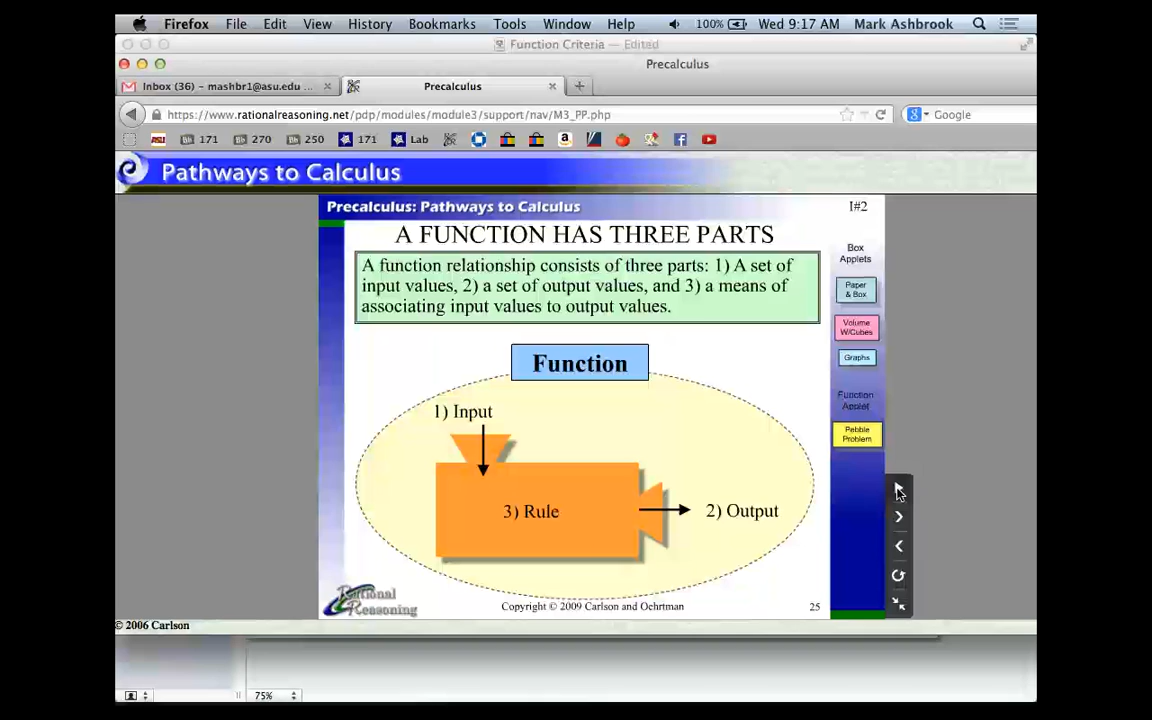 Firefox File Edit View History Bookmarks Tools Window Help 100% Wed 9:17 AM Mark Ashbrook
Function Criteria — Edited
Precalculus
Inbox (36) – mashbr1@asu.edu ... × Precalculus × +
https://www.rationalreasoning.net/pdp/modules/module3/support/nav/M3_PP.php Google
ASU 171 270 250 171 Lab
Pathways to Calculus
Precalculus: Pathways to Calculus I#2
A FUNCTION HAS THREE PARTS
A function relationship consists of three parts: 1) A set of
input values, 2) a set of output values, and 3) a means of
associating input values to output values.
Function
1) Input
3) Rule
2) Output
Rational
Reasoning
Copyright © 2009 Carlson and Oehrtman 25
Box
Applets
Paper
& Box
Volume
W/Cubes
Graphs
Function
Applet
Pebble
Problem
© 2006 Carlson
75%